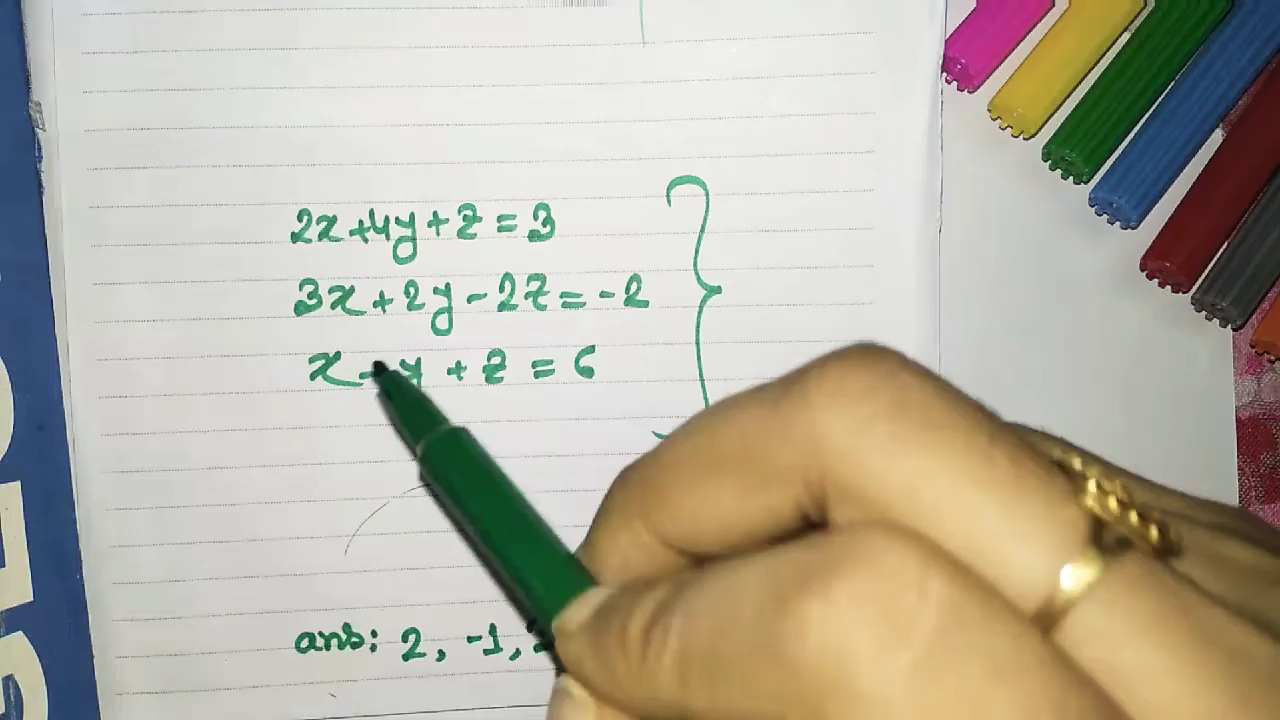 2x+4y+z=3
3x+2y-2z=-2
x-y+z=6
ans: 2, -1,